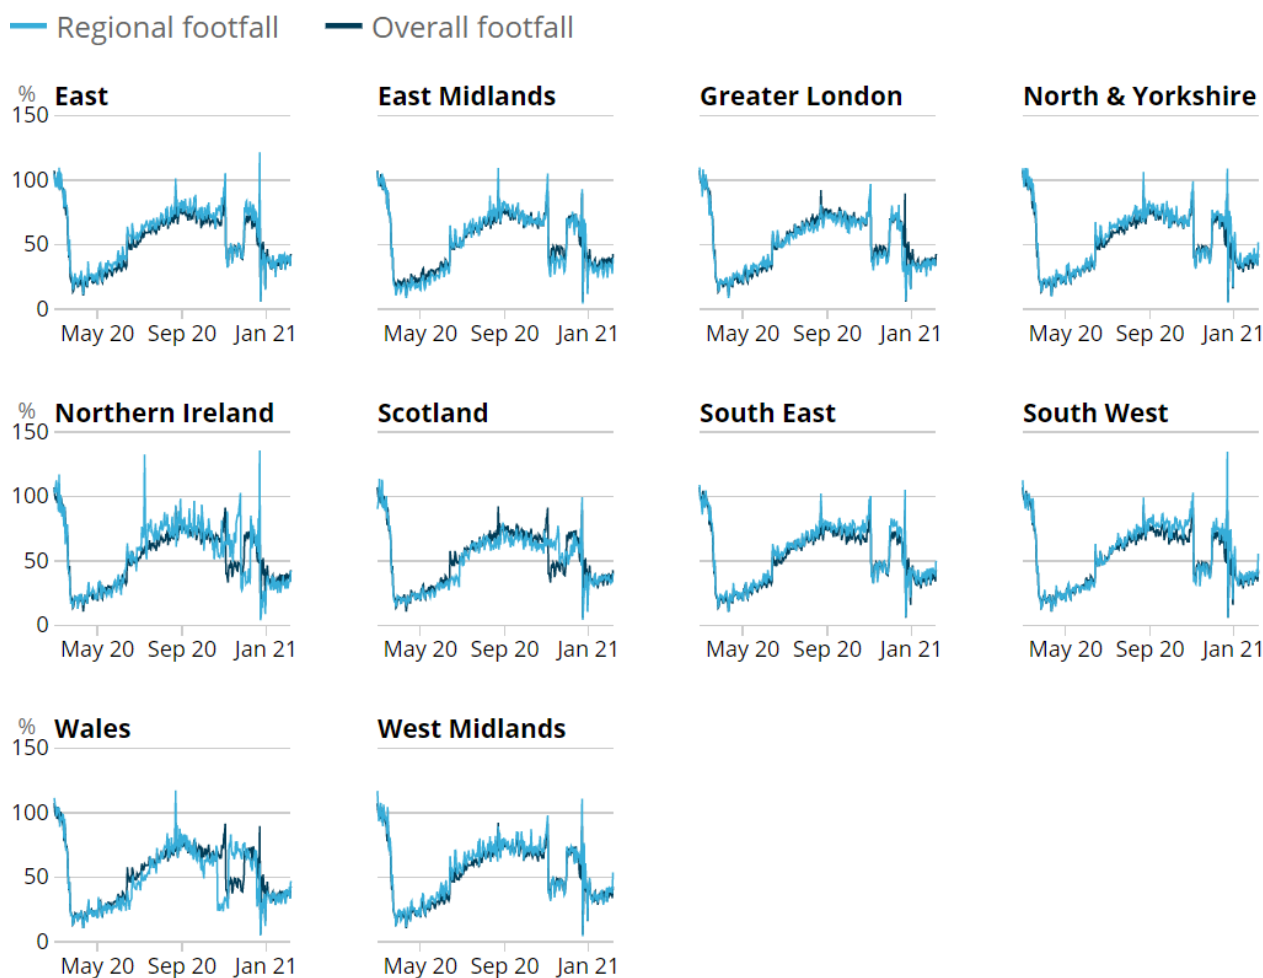 Regional footfall Overall footfall
% East East Midlands Greater London North & Yorkshire
150
100
50
0
May 20 Sep 20 Jan 21 May 20 Sep 20 Jan 21 May 20 Sep 20 Jan 21 May 20 Sep 20 Jan 21
% Northern Ireland Scotland South East South West
150
100
50
0
May 20 Sep 20 Jan 21 May 20 Sep 20 Jan 21 May 20 Sep 20 Jan 21 May 20 Sep 20 Jan 21
% Wales West Midlands
150
100
50
0
May 20 Sep 20 Jan 21 May 20 Sep 20 Jan 21